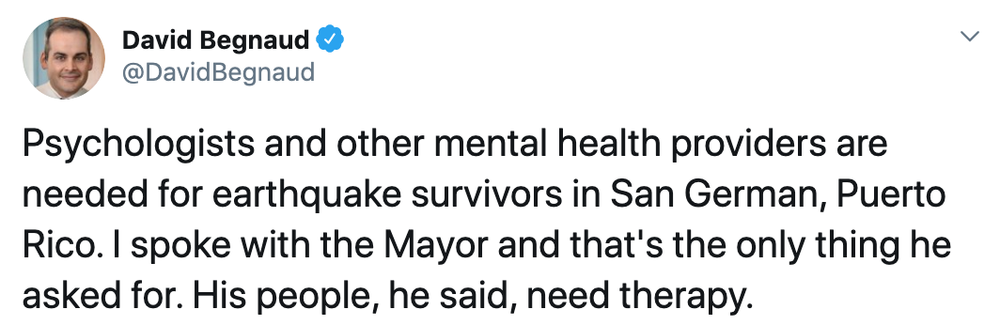 David Begnaud
@DavidBegnaud
Psychologists and other mental health providers are
needed for earthquake survivors in San German, Puerto
Rico. I spoke with the Mayor and that's the only thing he
asked for. His people, he said, need therapy.